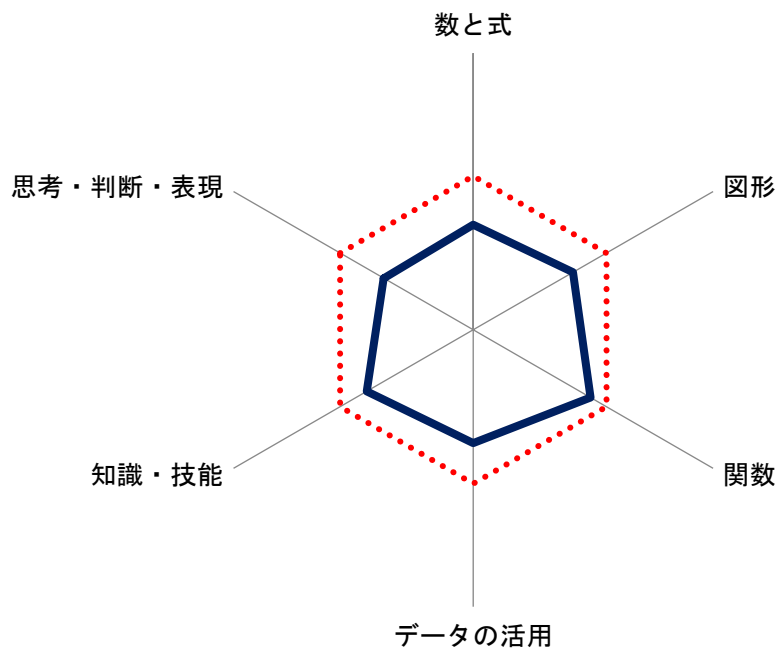 数と式
図形
関数
データの活用
知識・技能
思考・判断・表現